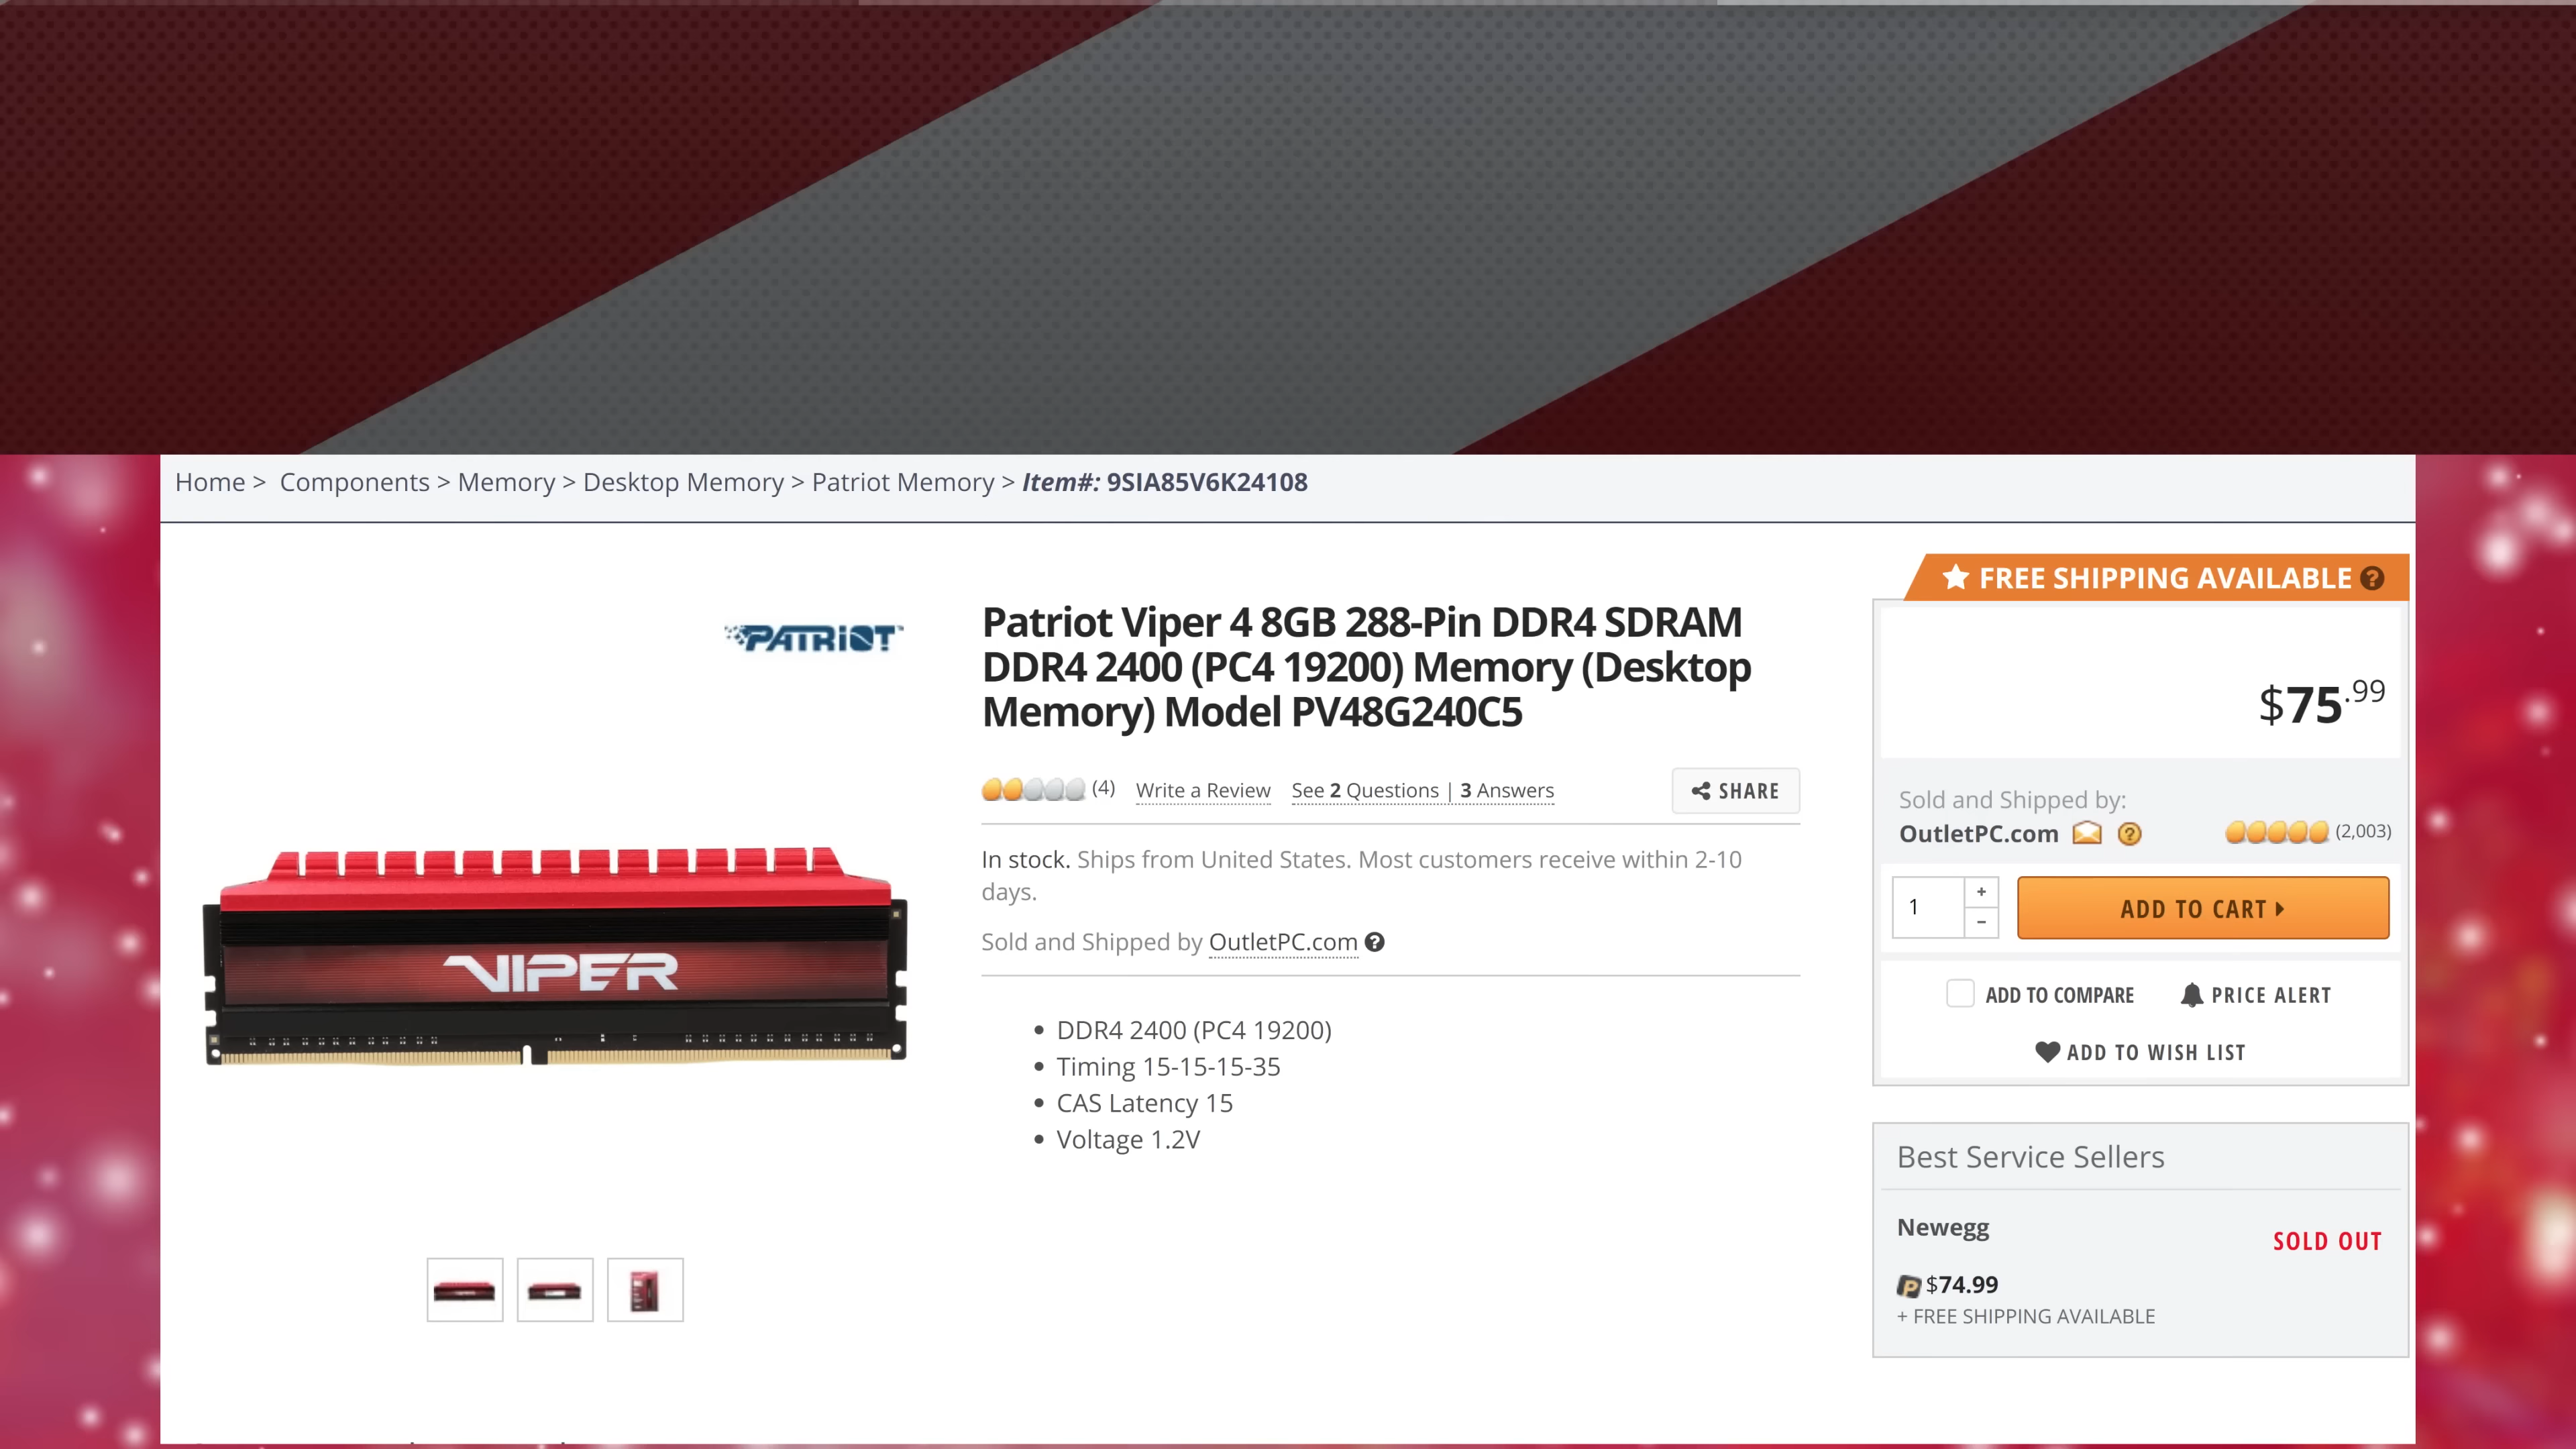 Home > Components > Memory > Desktop Memory > Patriot Memory > Item#: 9SIA85V6K24108
FREE SHIPPING AVAILABLE ?
PATRIOT
Patriot Viper 4 8GB 288-Pin DDR4 SDRAM
DDR4 2400 (PC4 19200) Memory (Desktop
Memory) Model PV48G240C5
$75.99
(4) Write a Review See 2 Questions | 3 Answers
SHARE
Sold and Shipped by:
OutletPC.com ? (2,003)
In stock. Ships from United States. Most customers receive within 2-10
days.
1 + −
ADD TO CART
Sold and Shipped by OutletPC.com ?
VIPER
ADD TO COMPARE PRICE ALERT
ADD TO WISH LIST
• DDR4 2400 (PC4 19200)
• Timing 15-15-15-35
• CAS Latency 15
• Voltage 1.2V
Best Service Sellers
Newegg
SOLD OUT
P $74.99
+ FREE SHIPPING AVAILABLE